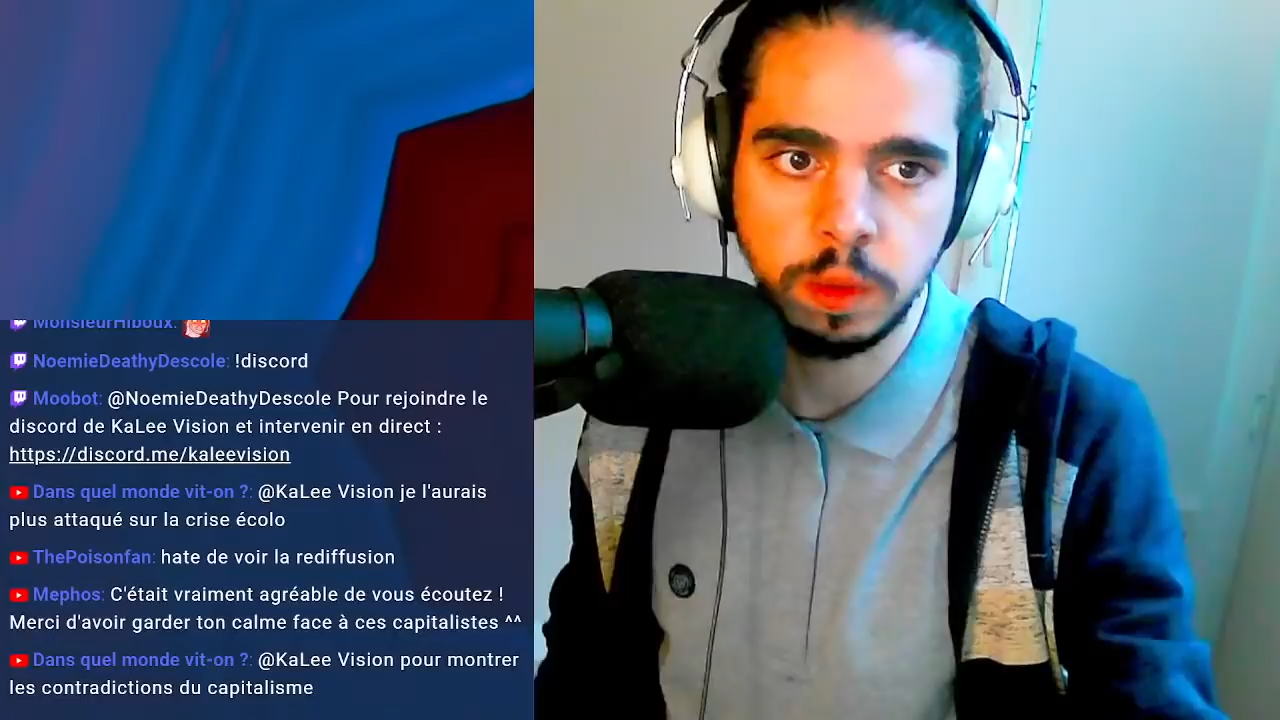 MonsieurHiboux:
NoemieDeathyDescole: !discord
Moobot: @NoemieDeathyDescole Pour rejoindre le
discord de KaLee Vision et intervenir en direct :
https://discord.me/kaleevision
Dans quel monde vit-on ?: @KaLee Vision je l'aurais
plus attaqué sur la crise écolo
ThePoisonfan: hate de voir la rediffusion
Mephos: C'était vraiment agréable de vous écoutez !
Merci d'avoir garder ton calme face à ces capitalistes ^^
Dans quel monde vit-on ?: @KaLee Vision pour montrer
les contradictions du capitalisme